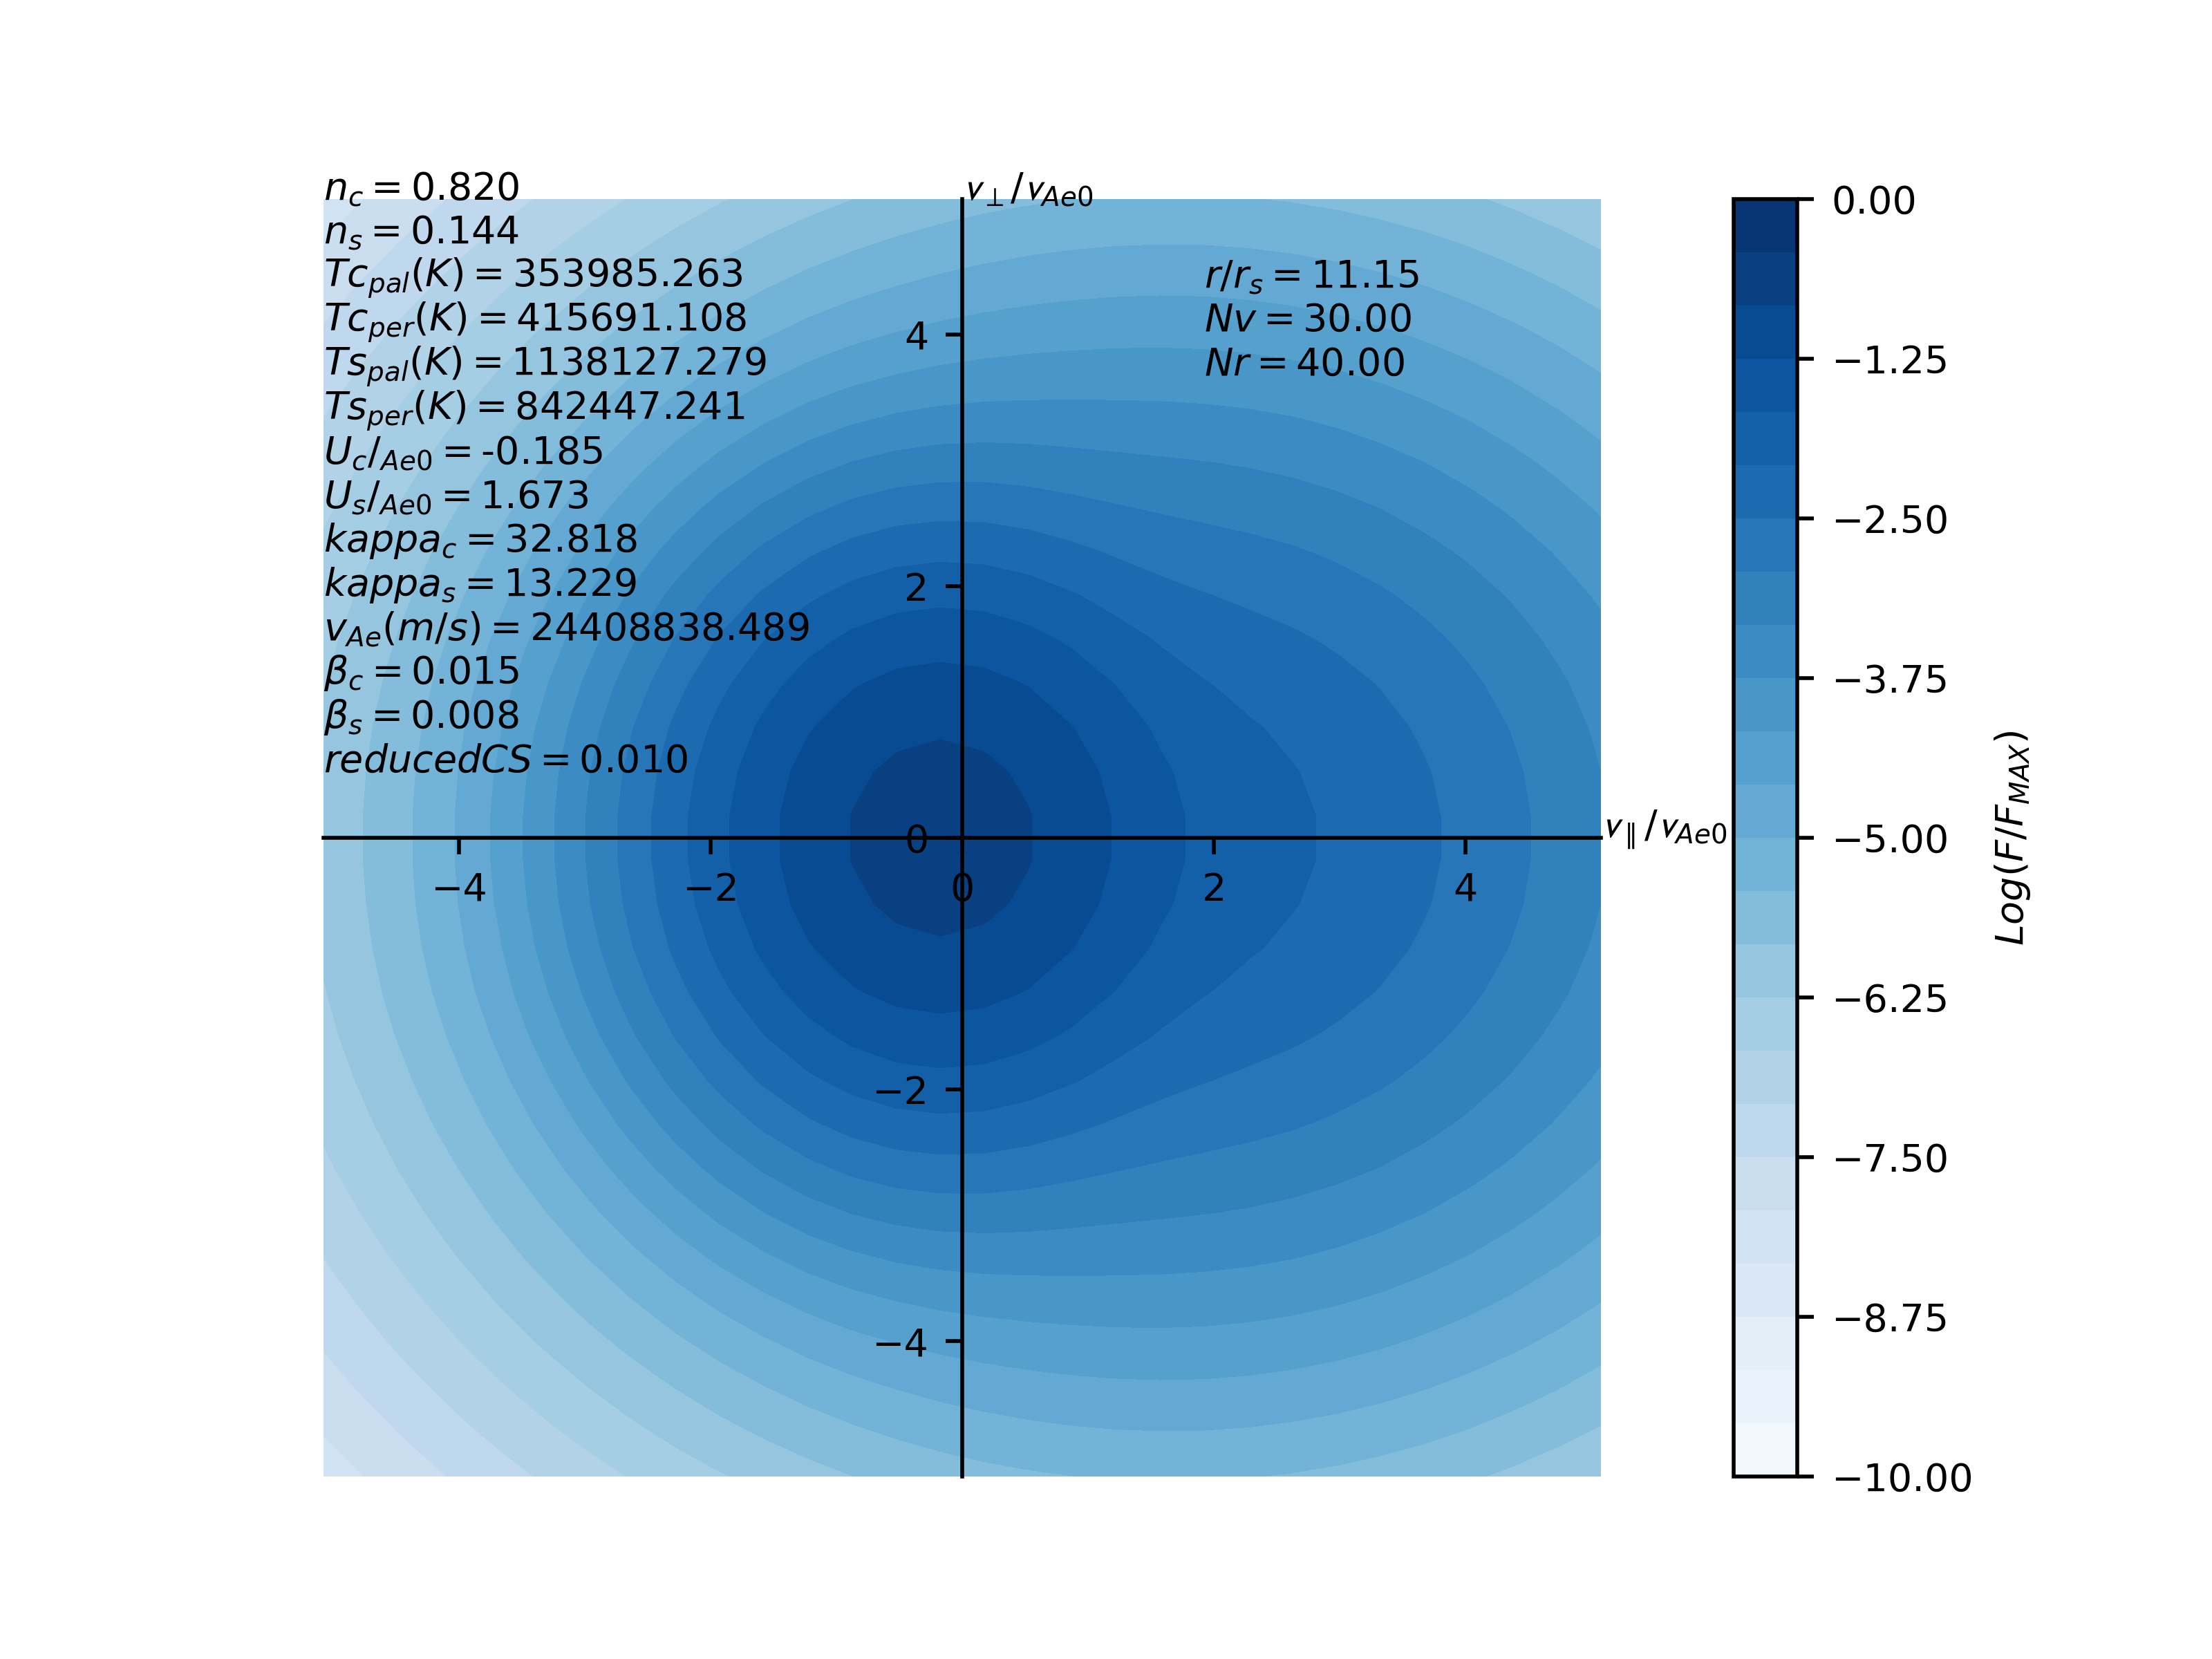 n_c = 0.820
n_s = 0.144
Tc_pal(K) = 353985.263
Tc_per(K) = 415691.108
Ts_pal(K) = 1138127.279
Ts_per(K) = 842447.241
U_c/_Ae0 = -0.185
U_s/_Ae0 = 1.673
kappa_c = 32.818
kappa_s = 13.229
v_Ae(m/s) = 24408838.489
β_c = 0.015
β_s = 0.008
reducedCS = 0.010
v_⊥/v_Ae0
r/r_s = 11.15
Nv = 30.00
Nr = 40.00
4
2
0
−2
−4
−4
−2
0
2
4
v_∥/v_Ae0
0.00
−1.25
−2.50
−3.75
−5.00
−6.25
−7.50
−8.75
−10.00
Log(F/F_MAX)